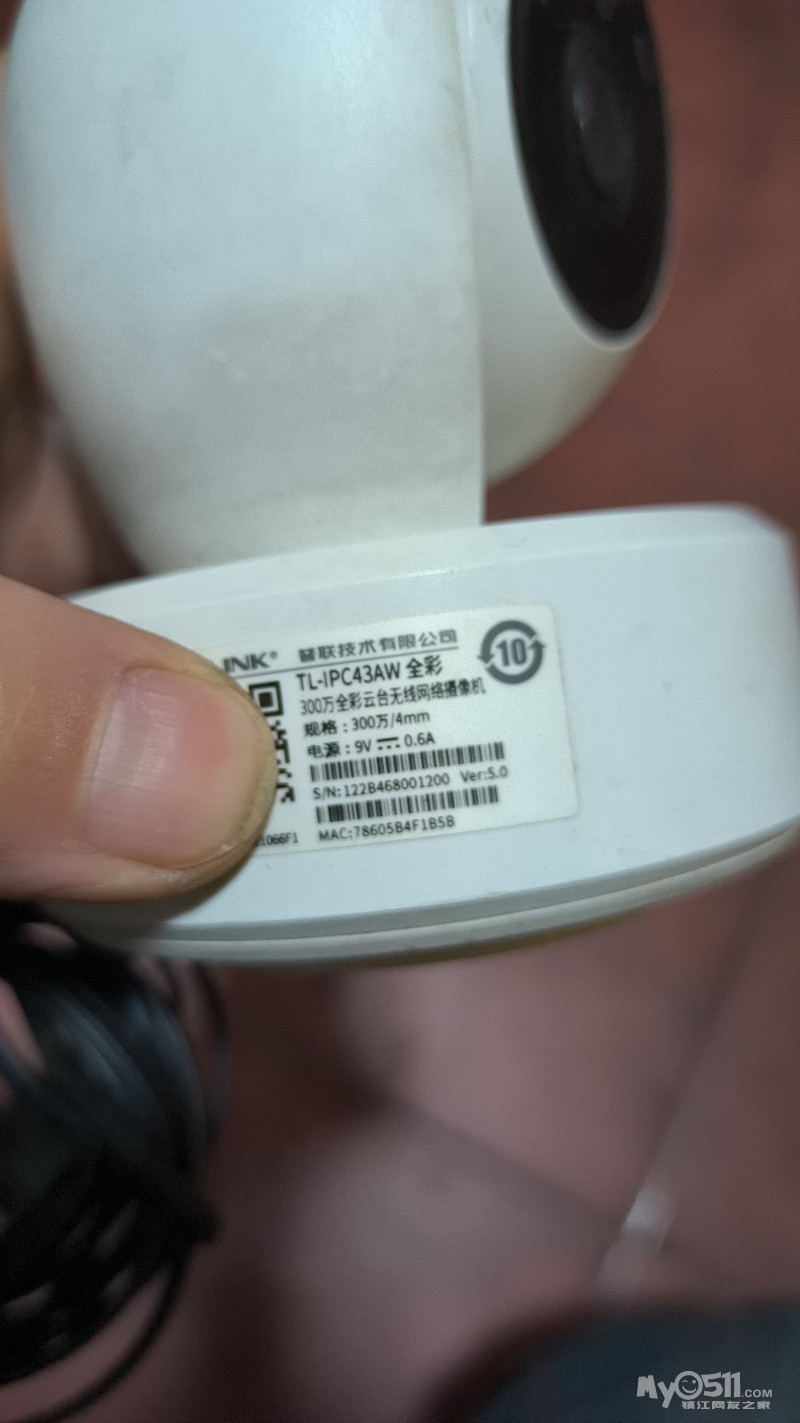 INK® 普联技术有限公司
TL-IPC43AW 全彩
300万全彩云台无线网络摄像机
规格：300万/4mm
电源：9V 0.6A
S/N:122B468001200 Ver:5.0
MAC:78605B4F1B5B
1066F1
10
My0511.COM
镇江网友之家